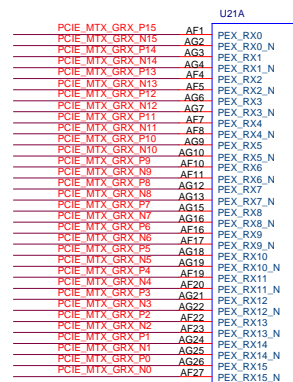 U21A
PCIE_MTX_GRX_P15 AF1 PEX_RX0
PCIE_MTX_GRX_N15 AG2 PEX_RX0_N
PCIE_MTX_GRX_P14 AG3 PEX_RX1
PCIE_MTX_GRX_N14 AG4 PEX_RX1_N
PCIE_MTX_GRX_P13 AF4 PEX_RX2
PCIE_MTX_GRX_N13 AF5 PEX_RX2_N
PCIE_MTX_GRX_P12 AG6 PEX_RX3
PCIE_MTX_GRX_N12 AG7 PEX_RX3_N
PCIE_MTX_GRX_P11 AF7 PEX_RX4
PCIE_MTX_GRX_N11 AF8 PEX_RX4_N
PCIE_MTX_GRX_P10 AG9 PEX_RX5
PCIE_MTX_GRX_N10 AG10 PEX_RX5_N
PCIE_MTX_GRX_P9 AF10 PEX_RX6
PCIE_MTX_GRX_N9 AF11 PEX_RX6_N
PCIE_MTX_GRX_P8 AG12 PEX_RX7
PCIE_MTX_GRX_N8 AG13 PEX_RX7_N
PCIE_MTX_GRX_P7 AG15 PEX_RX8
PCIE_MTX_GRX_N7 AG16 PEX_RX8_N
PCIE_MTX_GRX_P6 AF16 PEX_RX9
PCIE_MTX_GRX_N6 AF17 PEX_RX9_N
PCIE_MTX_GRX_P5 AG18 PEX_RX10
PCIE_MTX_GRX_N5 AG19 PEX_RX10_N
PCIE_MTX_GRX_P4 AF19 PEX_RX11
PCIE_MTX_GRX_N4 AF20 PEX_RX11_N
PCIE_MTX_GRX_P3 AG21 PEX_RX12
PCIE_MTX_GRX_N3 AG22 PEX_RX12_N
PCIE_MTX_GRX_P2 AF22 PEX_RX13
PCIE_MTX_GRX_N2 AF23 PEX_RX13_N
PCIE_MTX_GRX_P1 AG24 PEX_RX14
PCIE_MTX_GRX_N1 AG25 PEX_RX14_N
PCIE_MTX_GRX_P0 AG26 PEX_RX15
PCIE_MTX_GRX_N0 AF27 PEX_RX15_N